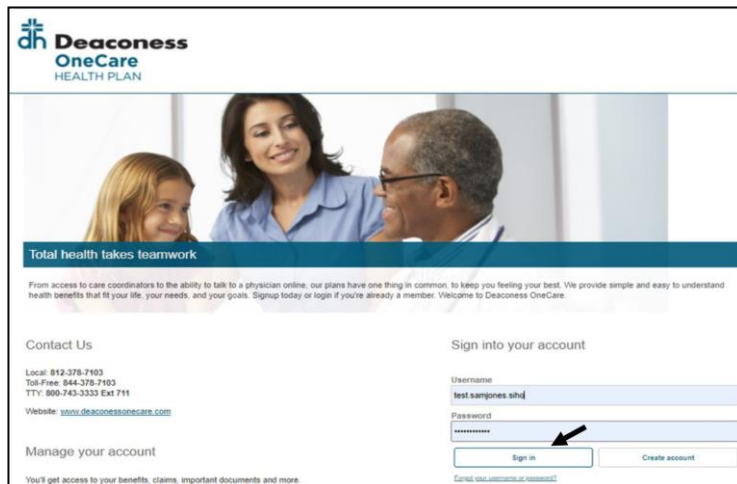 dh Deaconess
OneCare
HEALTH PLAN
Total health takes teamwork
From access to care coordinators to the ability to talk to a physician online, our plans have one thing in common, to keep you feeling your best. We provide simple and easy to understand
health benefits that fit your life, your needs, and your goals. Signup today or login if you're already a member. Welcome to Deaconess OneCare.
Contact Us
Local: 812-378-7103
Toll-Free: 844-378-7103
TTY: 800-743-3333 Ext 711
Website: www.deaconessonecare.com
Manage your account
You'll get access to your benefits, claims, important documents and more.
Sign into your account
Username
test.samjones.siho
Password
••••••••••••
Sign in
Create account
Forgot your username or password?